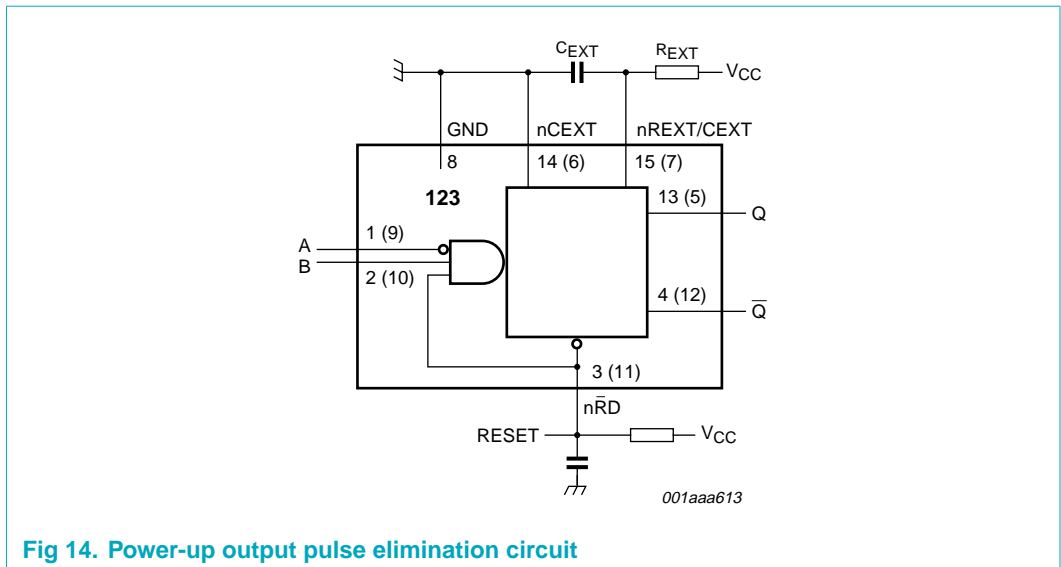 CEXT
REXT
VCC
GND
nCEXT
nREXT/CEXT
8
14 (6)
15 (7)
123
13 (5)
Q
1 (9)
A
B
2 (10)
4 (12)
Q̅
3 (11)
nR̅D
RESET
VCC
001aaa613
Fig 14. Power-up output pulse elimination circuit